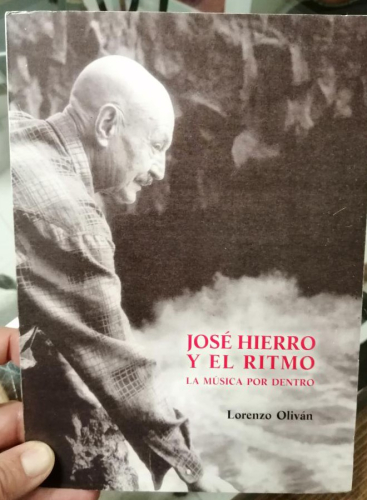 JOSÉ HIERRO
Y EL RITMO
LA MÚSICA POR DENTRO
Lorenzo Oliván